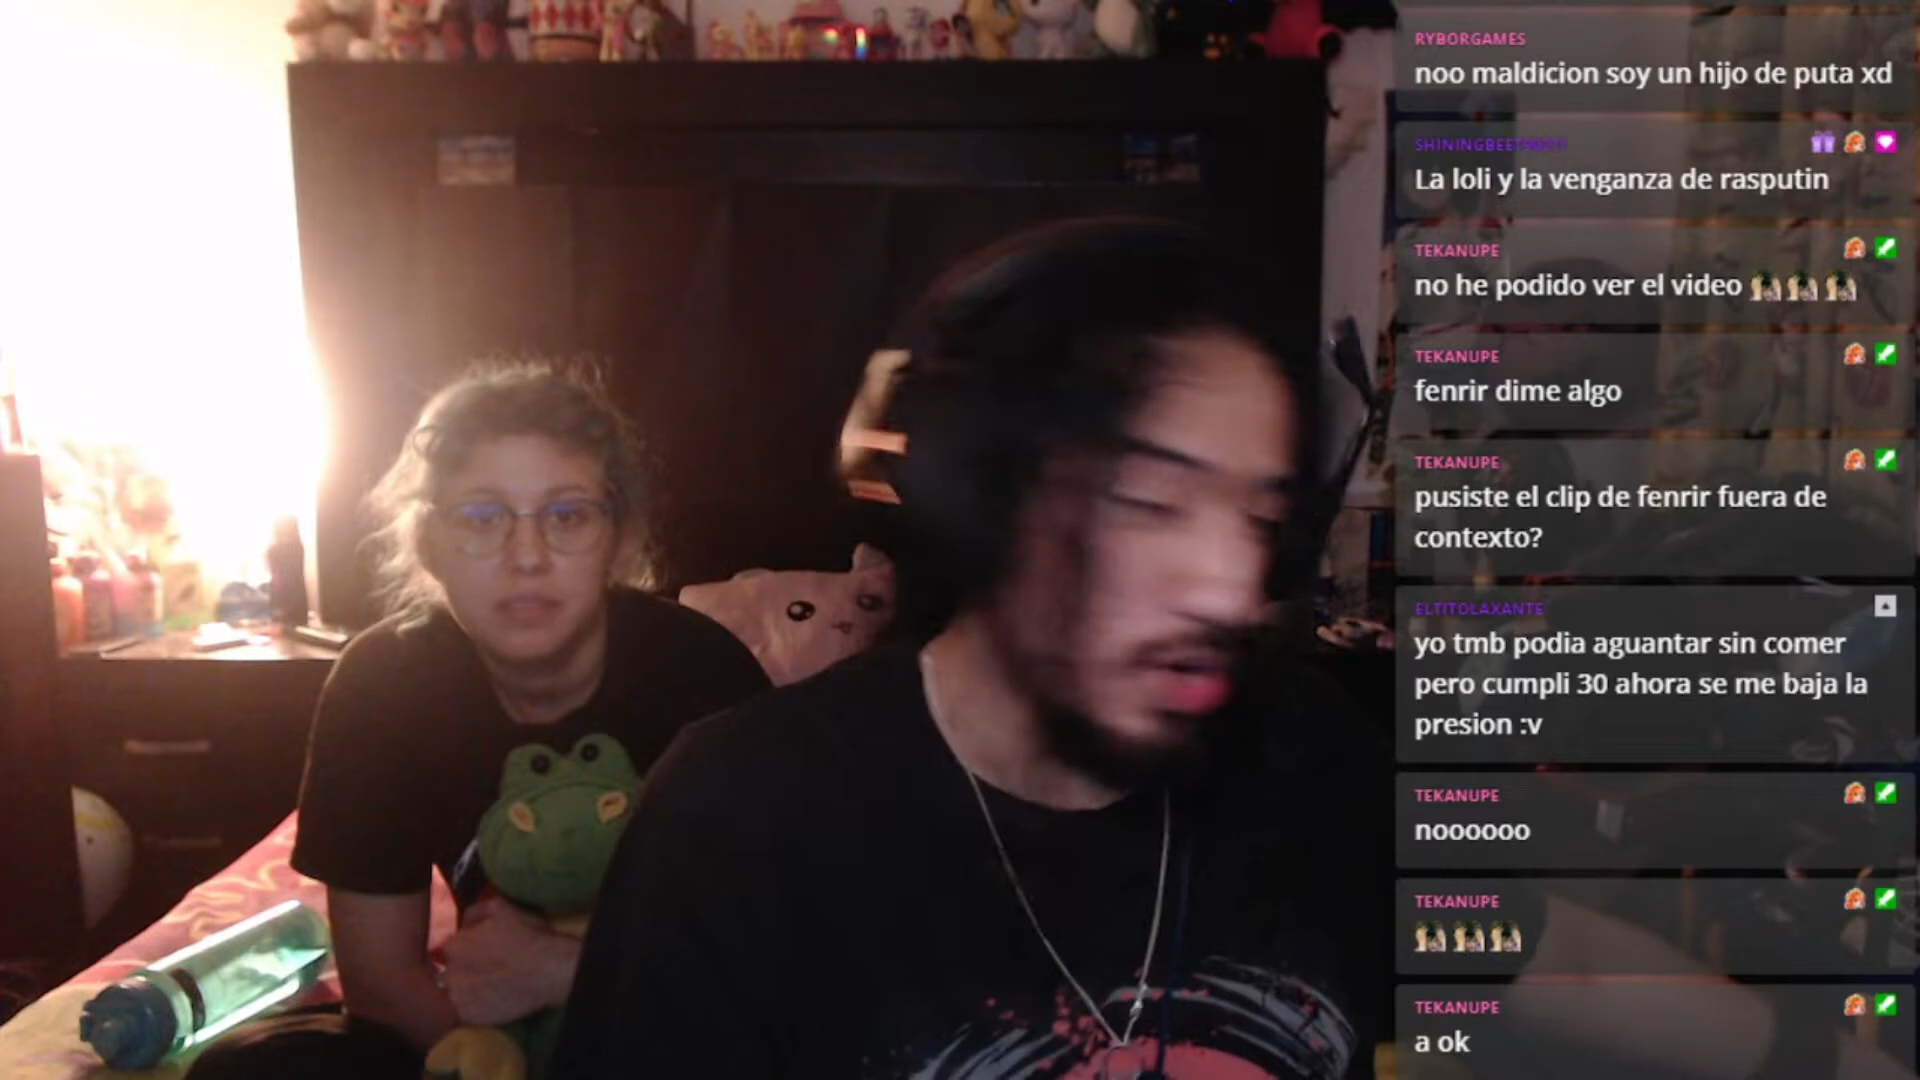 RYBORGAMES
noo maldicion soy un hijo de puta xd
La loli y la venganza de rasputin
TEKANUPE
no he podido ver el video
TEKANUPE
fenrir dime algo
TEKANUPE
pusiste el clip de fenrir fuera de
contexto?
ELTITOLAXANTE
yo tmb podia aguantar sin comer
pero cumpli 30 ahora se me baja la
presion :v
TEKANUPE
noooooo
TEKANUPE
TEKANUPE
a ok